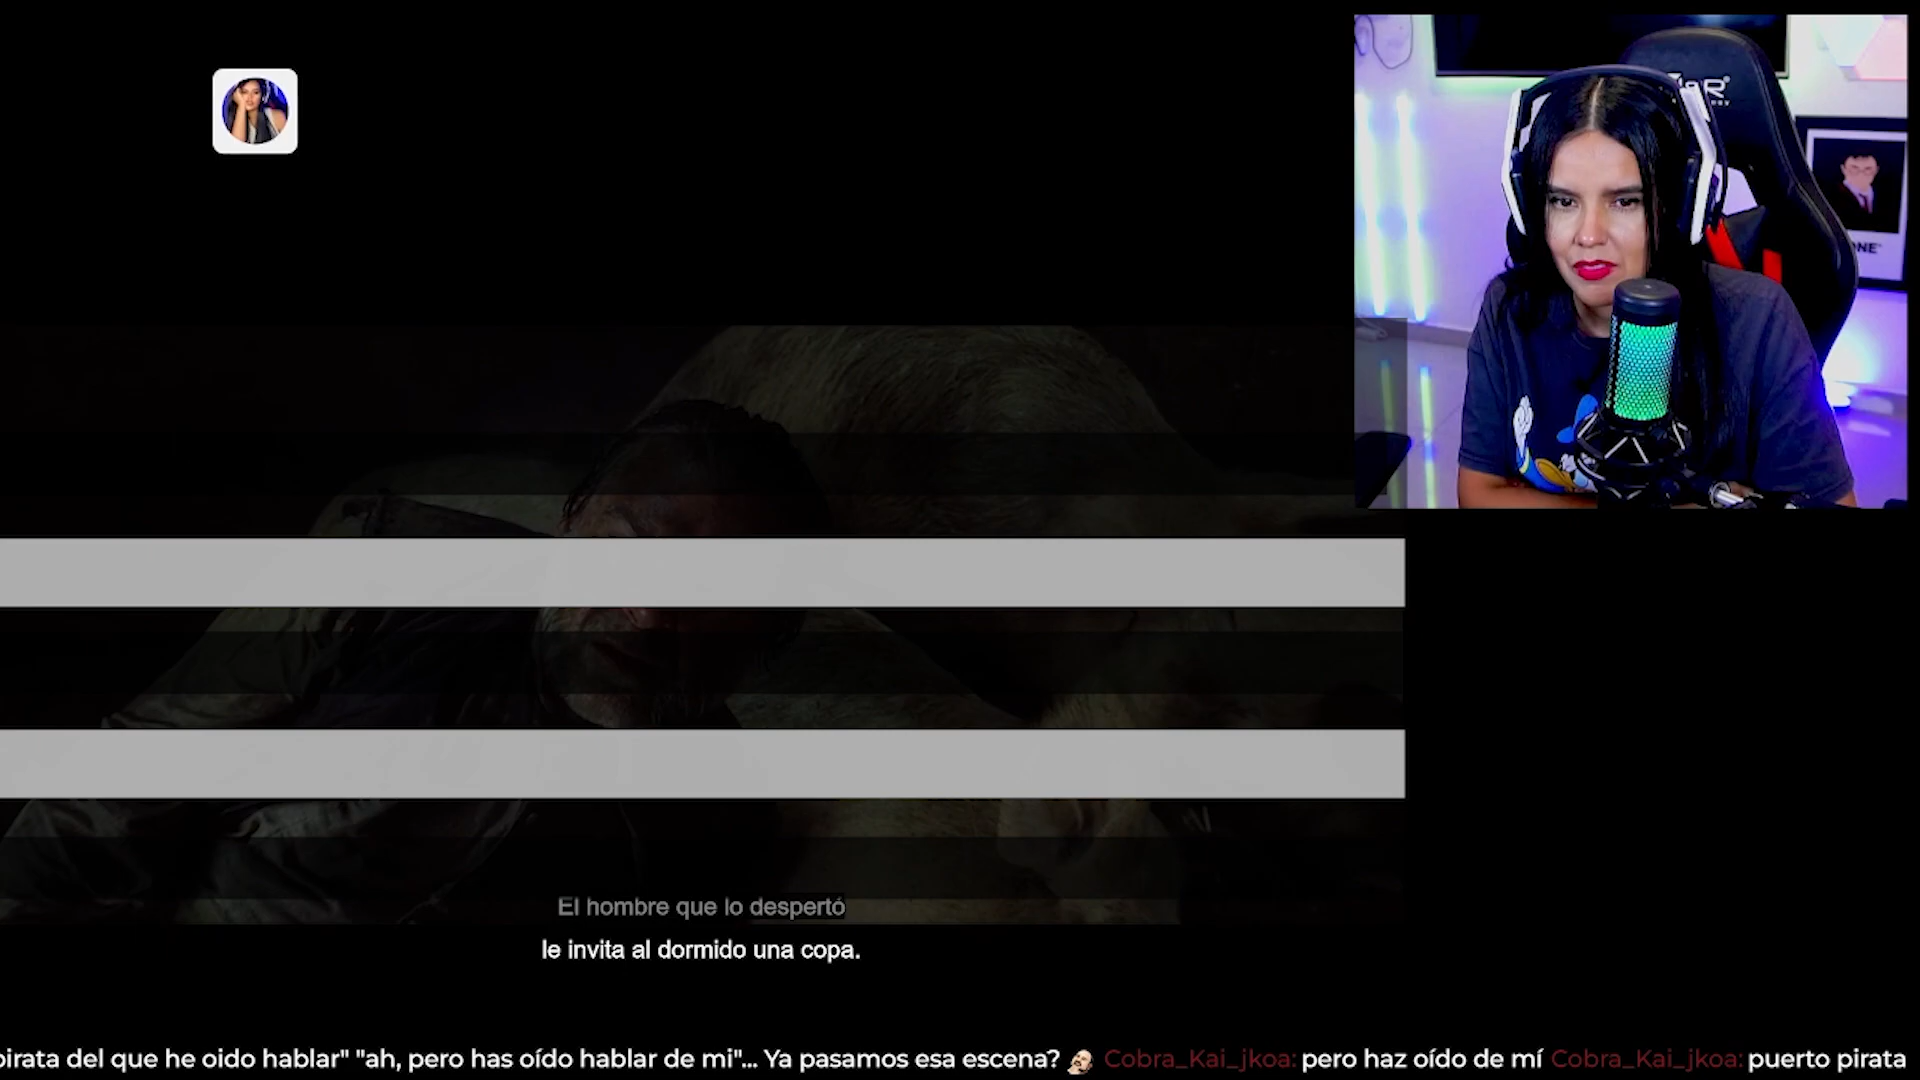 El hombre que lo despertó
le invita al dormido una copa.
pirata del que he oido hablar" "ah, pero has oído hablar de mi"... Ya pasamos esa escena? Cobra_Kai_jkoa: pero haz oído de mí Cobra_Kai_jkoa: puerto pirata